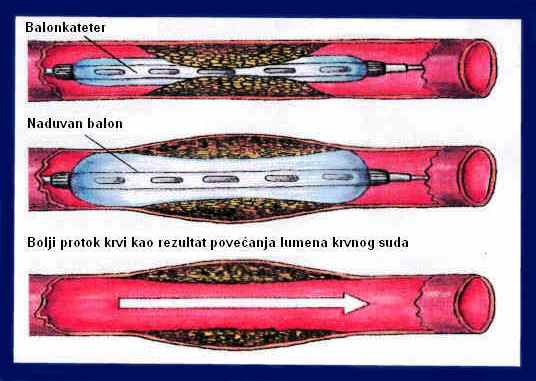 Balonkateter
Naduvan balon
Bolji protok krvi kao rezultat povećanja lumena krvnog suda